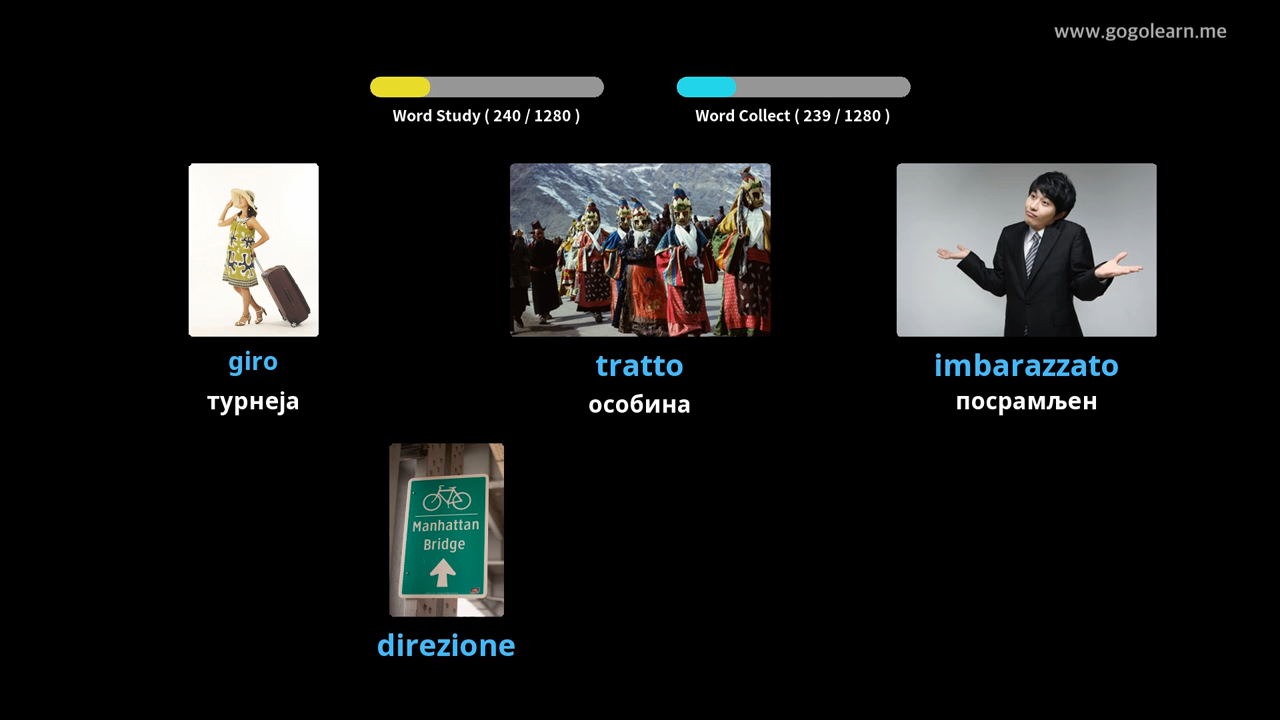 www.gogolearn.me
Word Study ( 240 / 1280 )
Word Collect ( 239 / 1280 )
giro
турнеја
tratto
особина
imbarazzato
посрамљен
Manhattan
Bridge
direzione